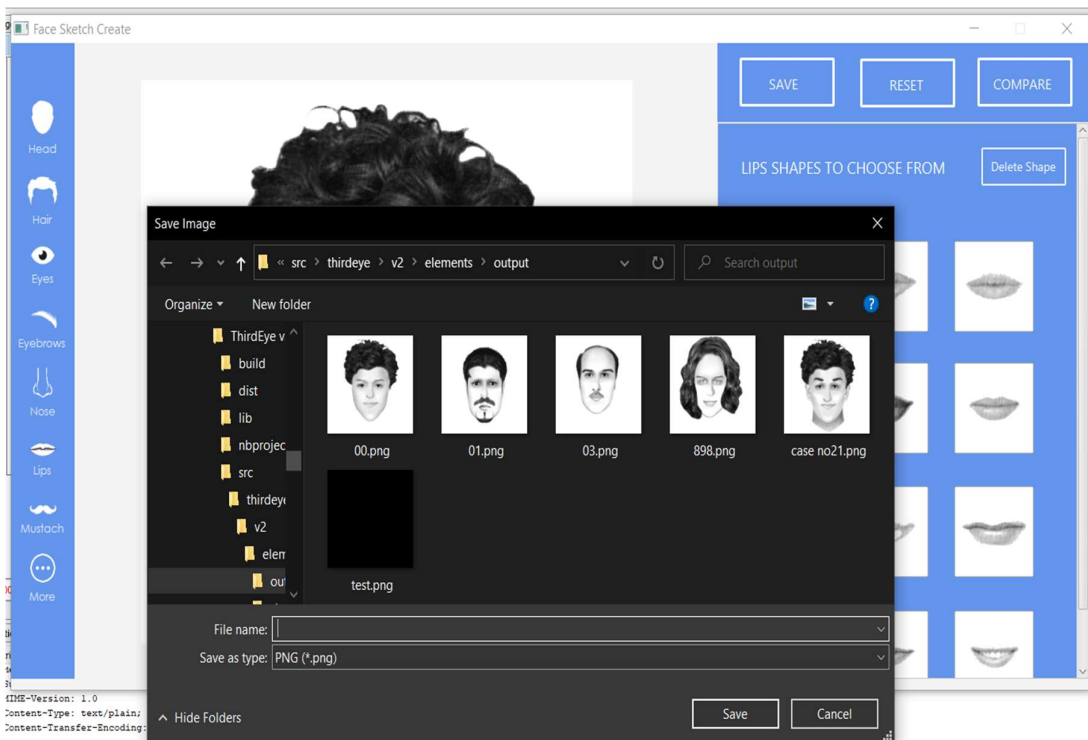 Face Sketch Create
Head
Hair
Eyes
Eyebrows
Nose
Lips
Mustach
More
SAVE
RESET
COMPARE
LIPS SHAPES TO CHOOSE FROM
Delete Shape
Save Image
« src › thirdeye › v2 › elements › output
Search output
Organize
New folder
ThirdEye v
build
dist
lib
nbprojec
src
thirdeye
v2
elem
out
00.png
01.png
03.png
898.png
case no21.png
test.png
File name:
Save as type: PNG (*.png)
Hide Folders
Save
Cancel
MIME-Version: 1.0
Content-Type: text/plain;
Content-Transfer-Encoding: